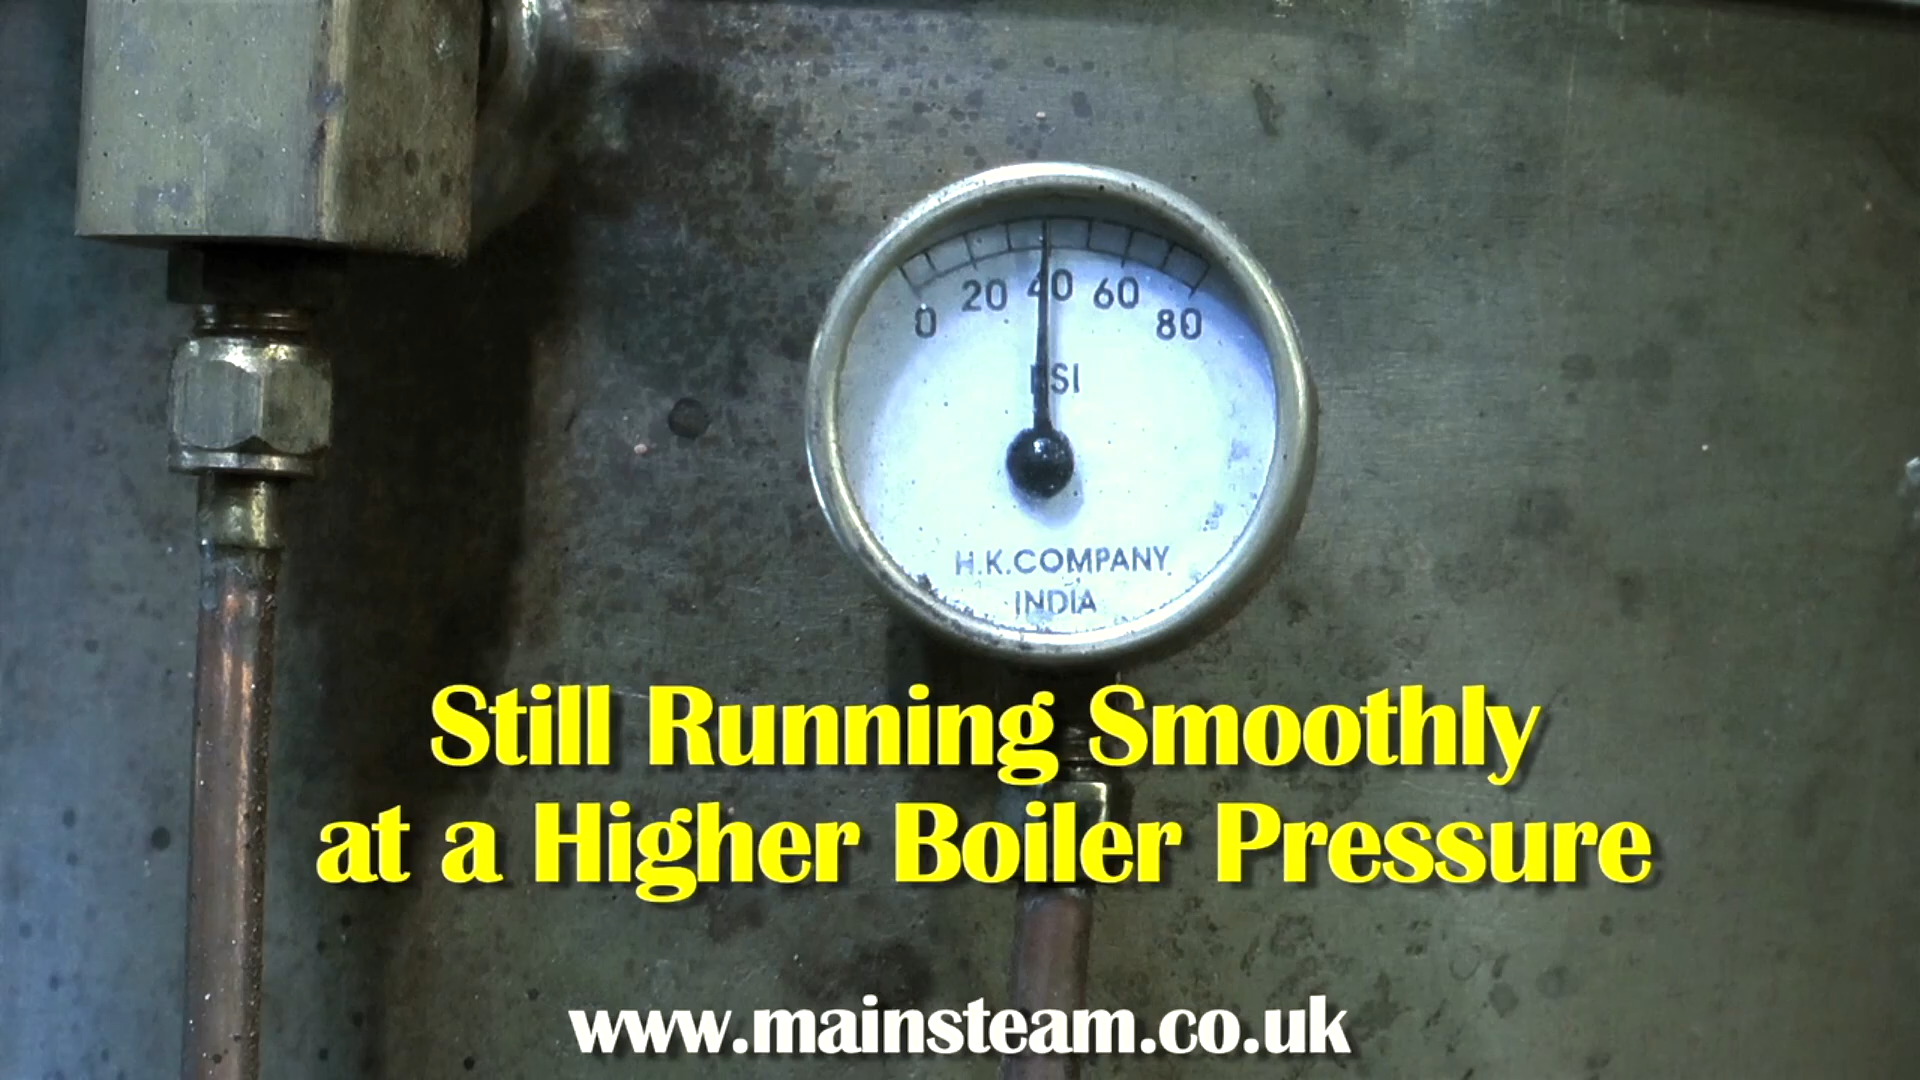 0 20 40 60 80
PSI
H.K.COMPANY
INDIA
Still Running Smoothly
at a Higher Boiler Pressure
www.mainsteam.co.uk